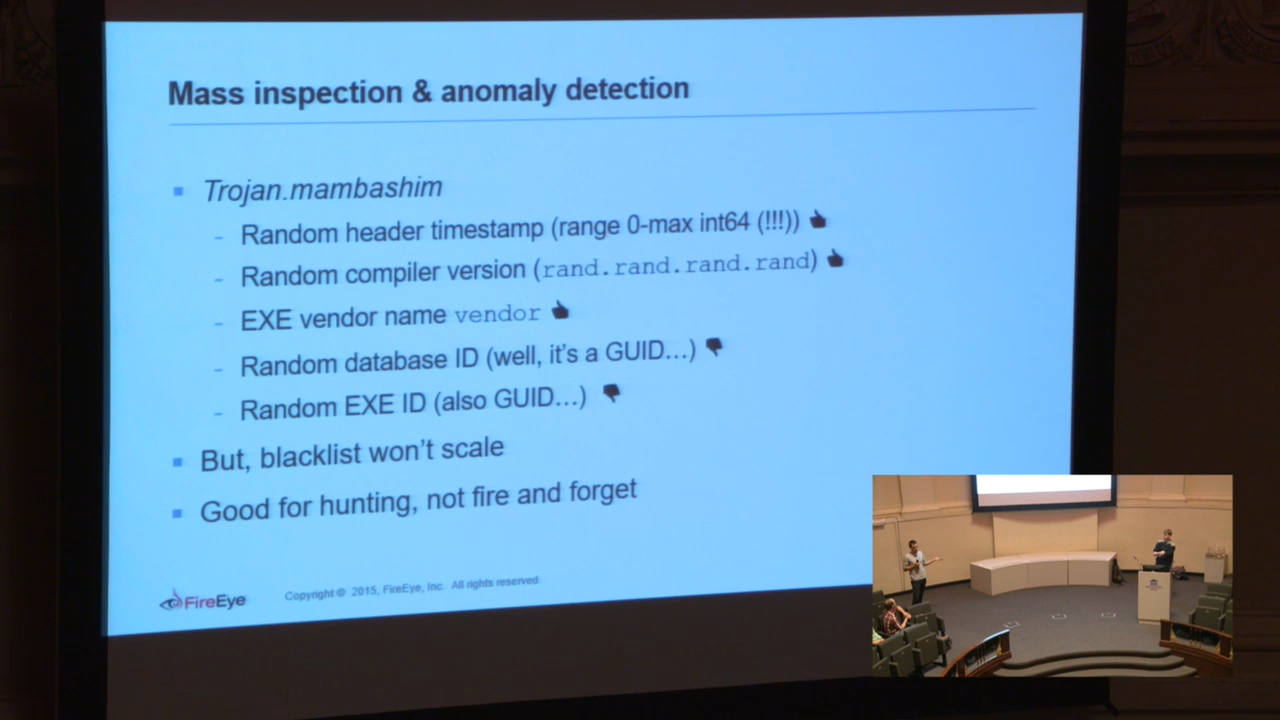 Mass inspection & anomaly detection
Trojan.mambashim
- Random header timestamp (range 0-max int64 (!!!))
- Random compiler version (rand.rand.rand.rand)
- EXE vendor name vendor
- Random database ID (well, it's a GUID…)
- Random EXE ID (also GUID…)
But, blacklist won't scale
Good for hunting, not fire and forget
FireEye
Copyright © 2015, FireEye, Inc. All rights reserved.